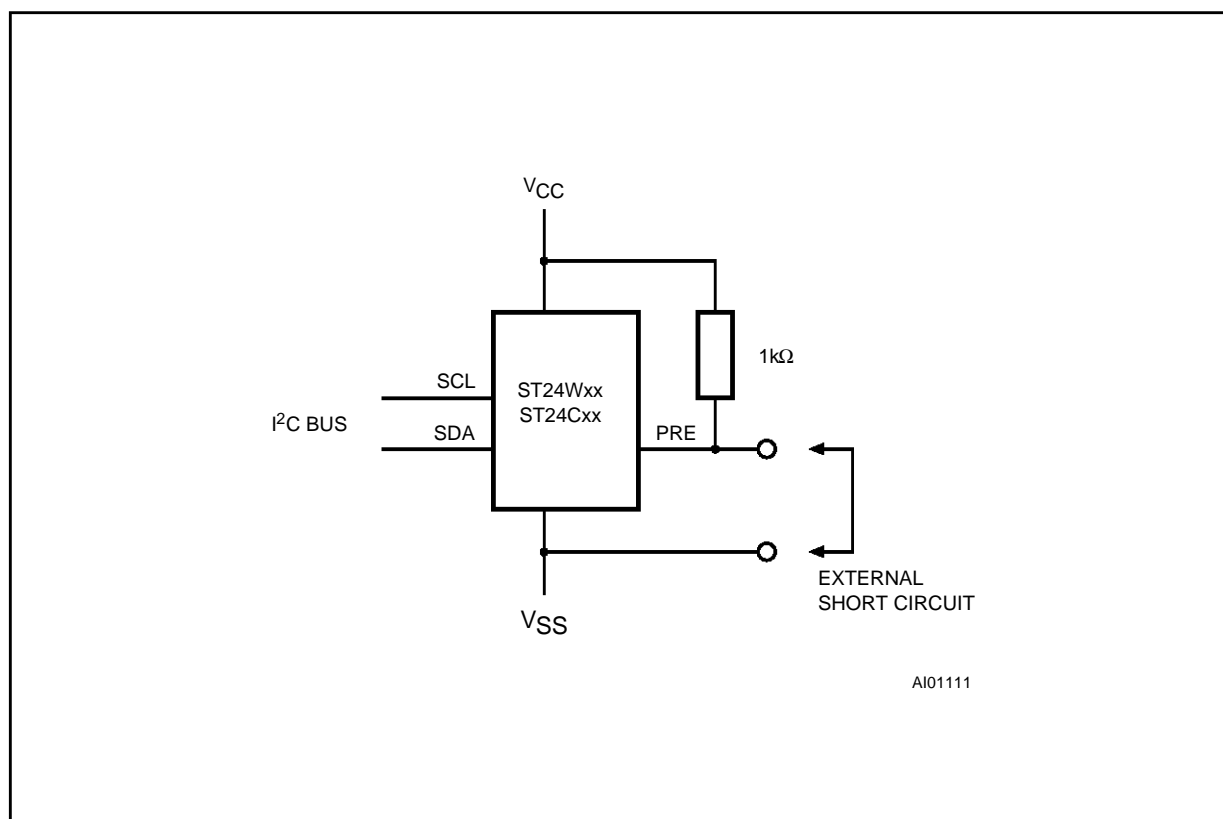 VCC
1kΩ
SCL
ST24Wxx
ST24Cxx
I²C BUS
SDA
PRE
EXTERNAL
SHORT CIRCUIT
VSS
AI01111